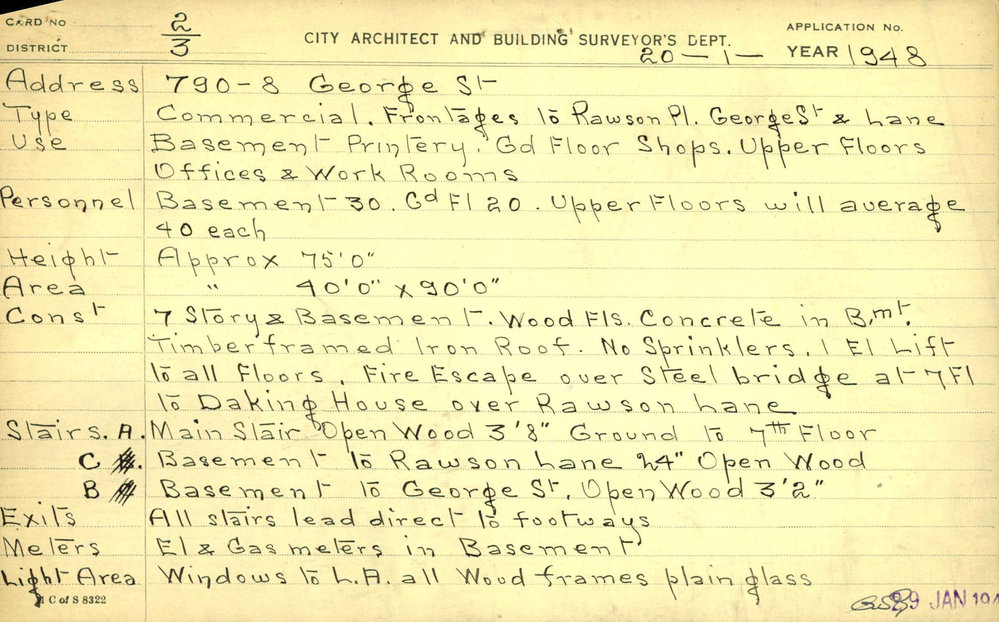 CARD NO 2/3
CITY ARCHITECT AND BUILDING SURVEYOR'S DEPT.
APPLICATION No.
DISTRICT
20 - 1 - YEAR 1948
Address 790-8 George St
Type Commercial. Frontages to Rawson Pl. George St & Lane
Use Basement Printery. Gd Floor Shops. Upper Floors
Offices & Work Rooms
Personnel Basement 30. Gd Fl 20. Upper Floors will average
40 each
Height Approx 75'0"
Area " 40'0" x 90'0"
Const 7 Story & Basement. Wood Fls. Concrete in B.mt.
Timber framed Iron Roof. No Sprinklers. 1 El Lift
to all Floors. Fire Escape over Steel bridge at 7 Fl
to Daking House over Rawson Lane
Stairs. A. Main Stair Open Wood 3'8" Ground to 7th Floor
C Basement to Rawson Lane 24" Open Wood
B Basement to George St. Open Wood 3'2"
Exits All stairs lead direct to footways
Meters El & Gas meters in Basement
Light Area Windows to L.A. all Wood frames plain glass
M C of S 8322
29 JAN 194